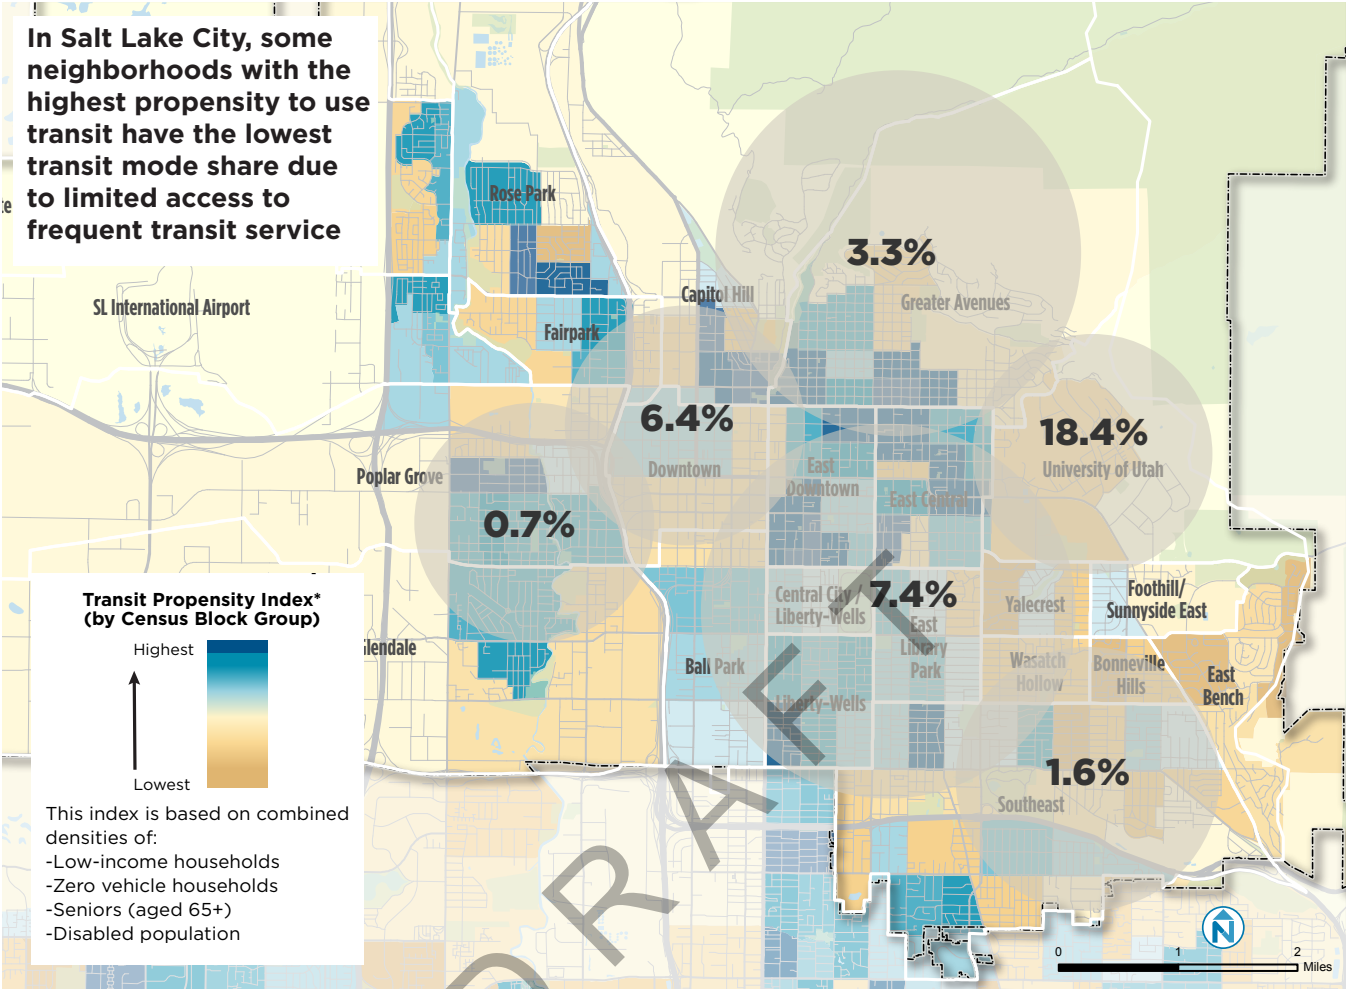 In Salt Lake City, some
neighborhoods with the
highest propensity to use
transit have the lowest
transit mode share due
to limited access to
frequent transit service
te
Rose Park
SL International Airport
Capitol Hill
3.3%
Greater Avenues
Fairpark
6.4%
Downtown
18.4%
University of Utah
Poplar Grove
East
Downtown
East Central
0.7%
Transit Propensity Index*
(by Census Block Group)
Highest
Lowest
This index is based on combined
densities of:
-Low-income households
-Zero vehicle households
-Seniors (aged 65+)
-Disabled population
Central City /
Liberty-Wells
7.4%
East
Library
Park
Yalecrest
Foothill/
Sunnyside East
Glendale
Ball Park
Liberty-Wells
Wasatch
Hollow
Bonneville
Hills
East
Bench
1.6%
Southeast
DRAFT
N
0 1 2
Miles